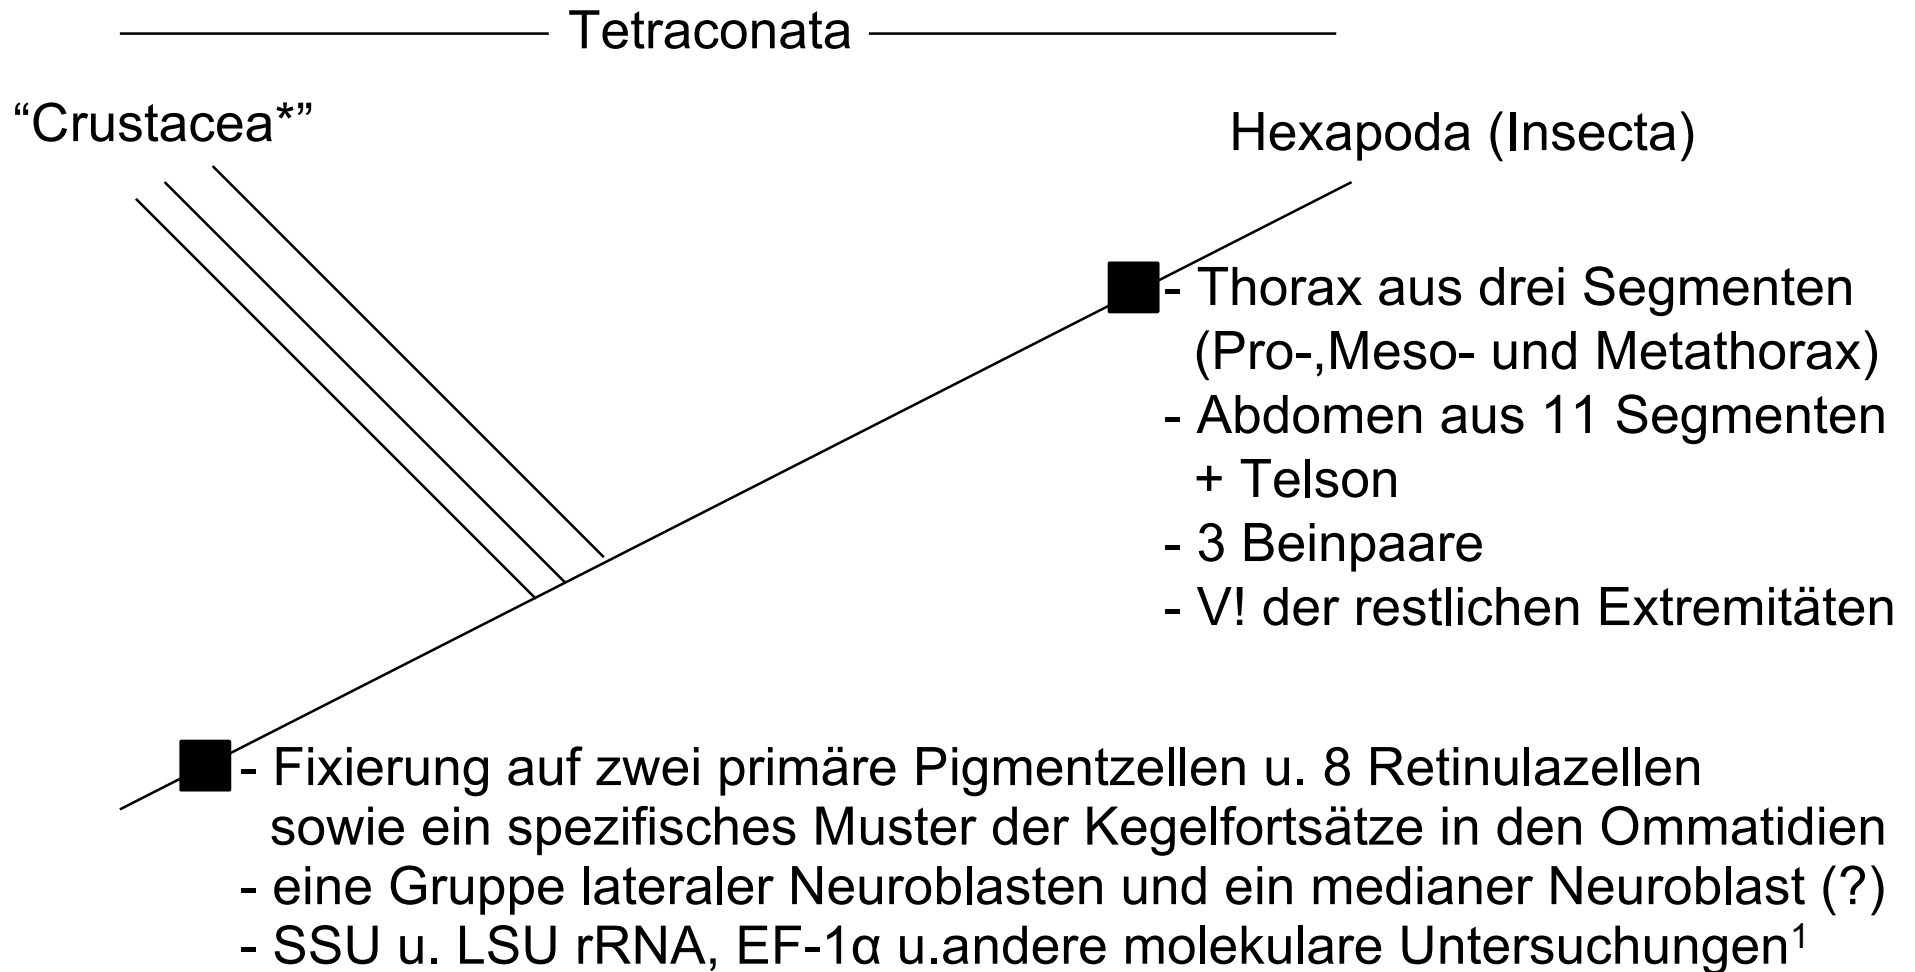 Tetraconata
“Crustacea*”
Hexapoda (Insecta)
- Thorax aus drei Segmenten
(Pro-,Meso- und Metathorax)
- Abdomen aus 11 Segmenten
+ Telson
- 3 Beinpaare
- V! der restlichen Extremitäten
- Fixierung auf zwei primäre Pigmentzellen u. 8 Retinulazellen
sowie ein spezifisches Muster der Kegelfortsätze in den Ommatidien
- eine Gruppe lateraler Neuroblasten und ein medianer Neuroblast (?)
- SSU u. LSU rRNA, EF-1α u.andere molekulare Untersuchungen¹